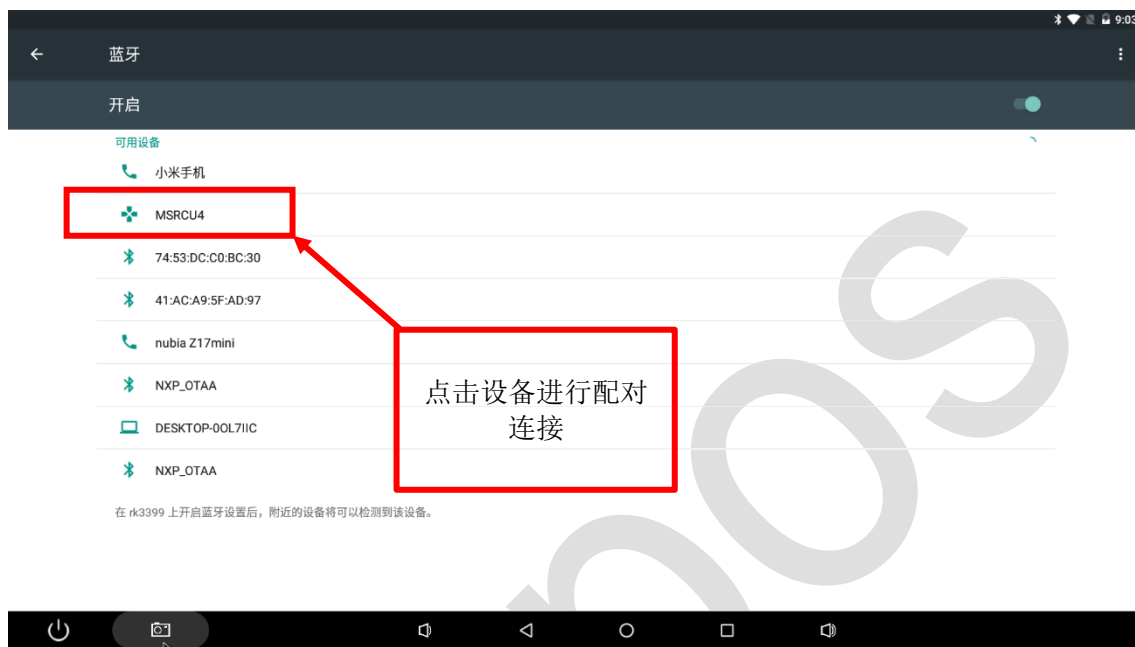 9:03
蓝牙
开启
可用设备
小米手机
MSRCU4
74:53:DC:C0:BC:30
41:AC:A9:5F:AD:97
nubia Z17mini
NXP_OTAA
DESKTOP-0OL7IIC
NXP_OTAA
点击设备进行配对
连接
在 rk3399 上开启蓝牙设置后，附近的设备将可以检测到该设备。
pos